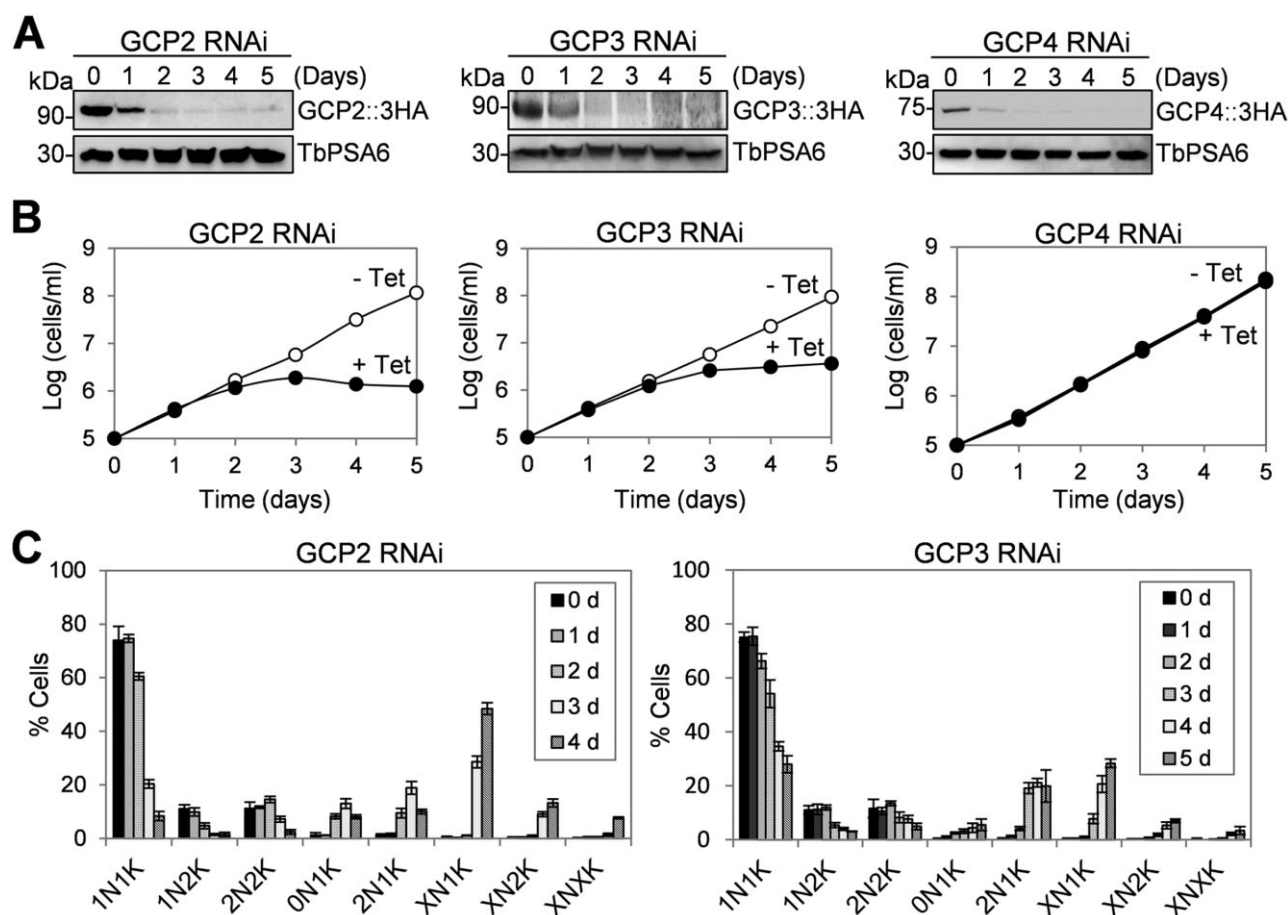 A
GCP2 RNAi
GCP3 RNAi
GCP4 RNAi
kDa 0 1 2 3 4 5 (Days)
90 GCP2::3HA
30 TbPSA6
kDa 0 1 2 3 4 5 (Days)
90 GCP3::3HA
30 TbPSA6
kDa 0 1 2 3 4 5 (Days)
75 GCP4::3HA
30 TbPSA6
B
GCP2 RNAi
Log (cells/ml)
9
8
7
6
5
- Tet
+ Tet
0 1 2 3 4 5
Time (days)
GCP3 RNAi
Log (cells/ml)
9
8
7
6
5
- Tet
+ Tet
0 1 2 3 4 5
Time (days)
GCP4 RNAi
Log (cells/ml)
9
8
7
6
5
- Tet
+ Tet
0 1 2 3 4 5
Time (days)
C
GCP2 RNAi
% Cells
100
80
60
40
20
0
0 d
1 d
2 d
3 d
4 d
1N1K 1N2K 2N2K 0N1K 2N1K XN1K XN2K XNXK
GCP3 RNAi
% Cells
100
80
60
40
20
0
0 d
1 d
2 d
3 d
4 d
5 d
1N1K 1N2K 2N2K 0N1K 2N1K XN1K XN2K XNXK